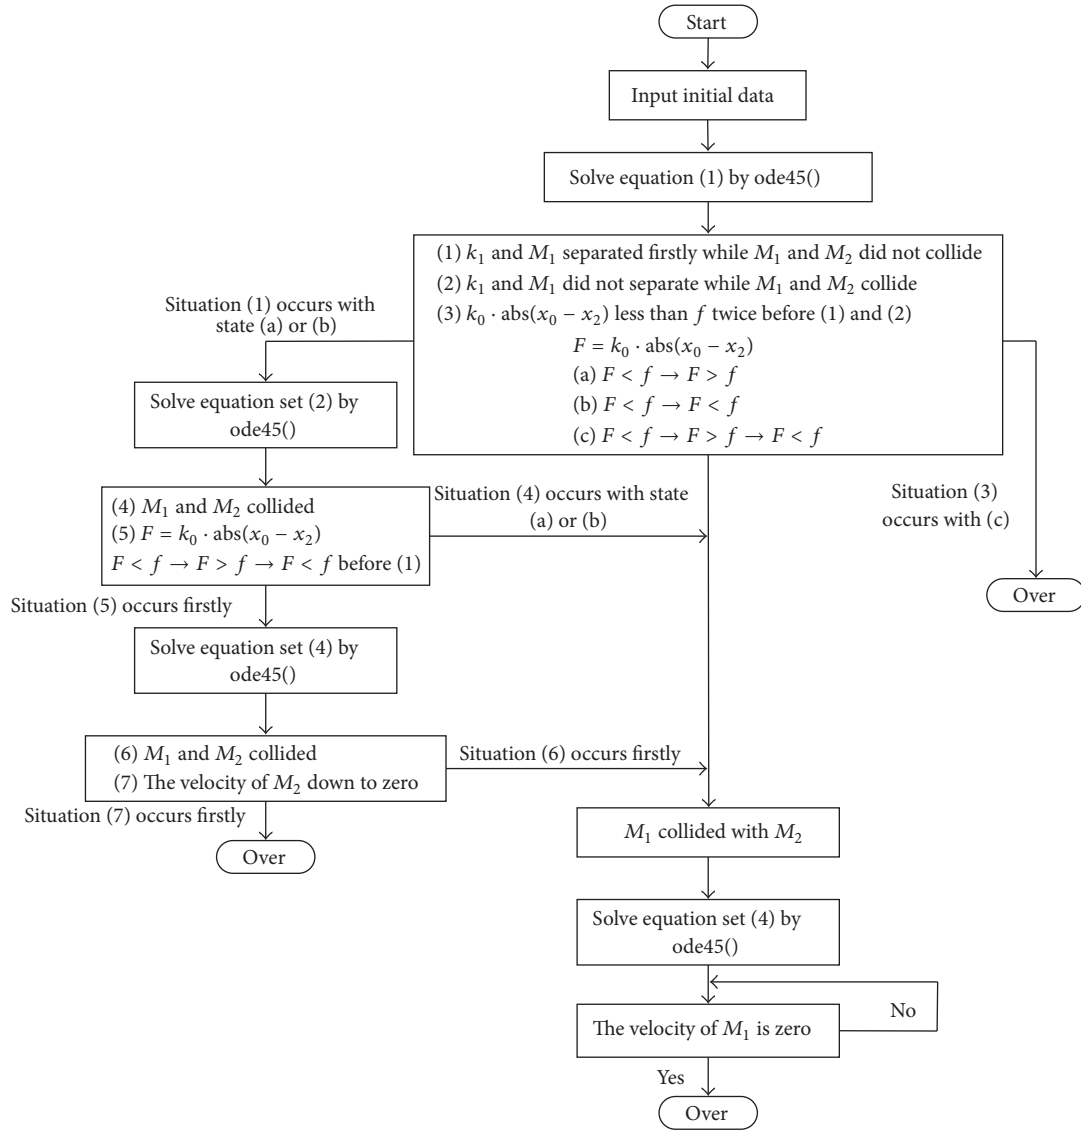 Start
Input initial data
Solve equation (1) by ode45()
(1) k₁ and M₁ separated firstly while M₁ and M₂ did not collide
(2) k₁ and M₁ did not separate while M₁ and M₂ collide
(3) k₀ · abs(x₀ − x₂) less than f twice before (1) and (2)
F = k₀ · abs(x₀ − x₂)
(a) F < f → F > f
(b) F < f → F < f
(c) F < f → F > f → F < f
Situation (1) occurs with
state (a) or (b)
Solve equation set (2) by
ode45()
(4) M₁ and M₂ collided
(5) F = k₀ · abs(x₀ − x₂)
F < f → F > f → F < f before (1)
Situation (4) occurs with state
(a) or (b)
Situation (3)
occurs with (c)
Over
Situation (5) occurs firstly
Solve equation set (4) by
ode45()
(6) M₁ and M₂ collided
(7) The velocity of M₂ down to zero
Situation (6) occurs firstly
Situation (7) occurs firstly
Over
M₁ collided with M₂
Solve equation set (4) by
ode45()
The velocity of M₁ is zero
No
Yes
Over